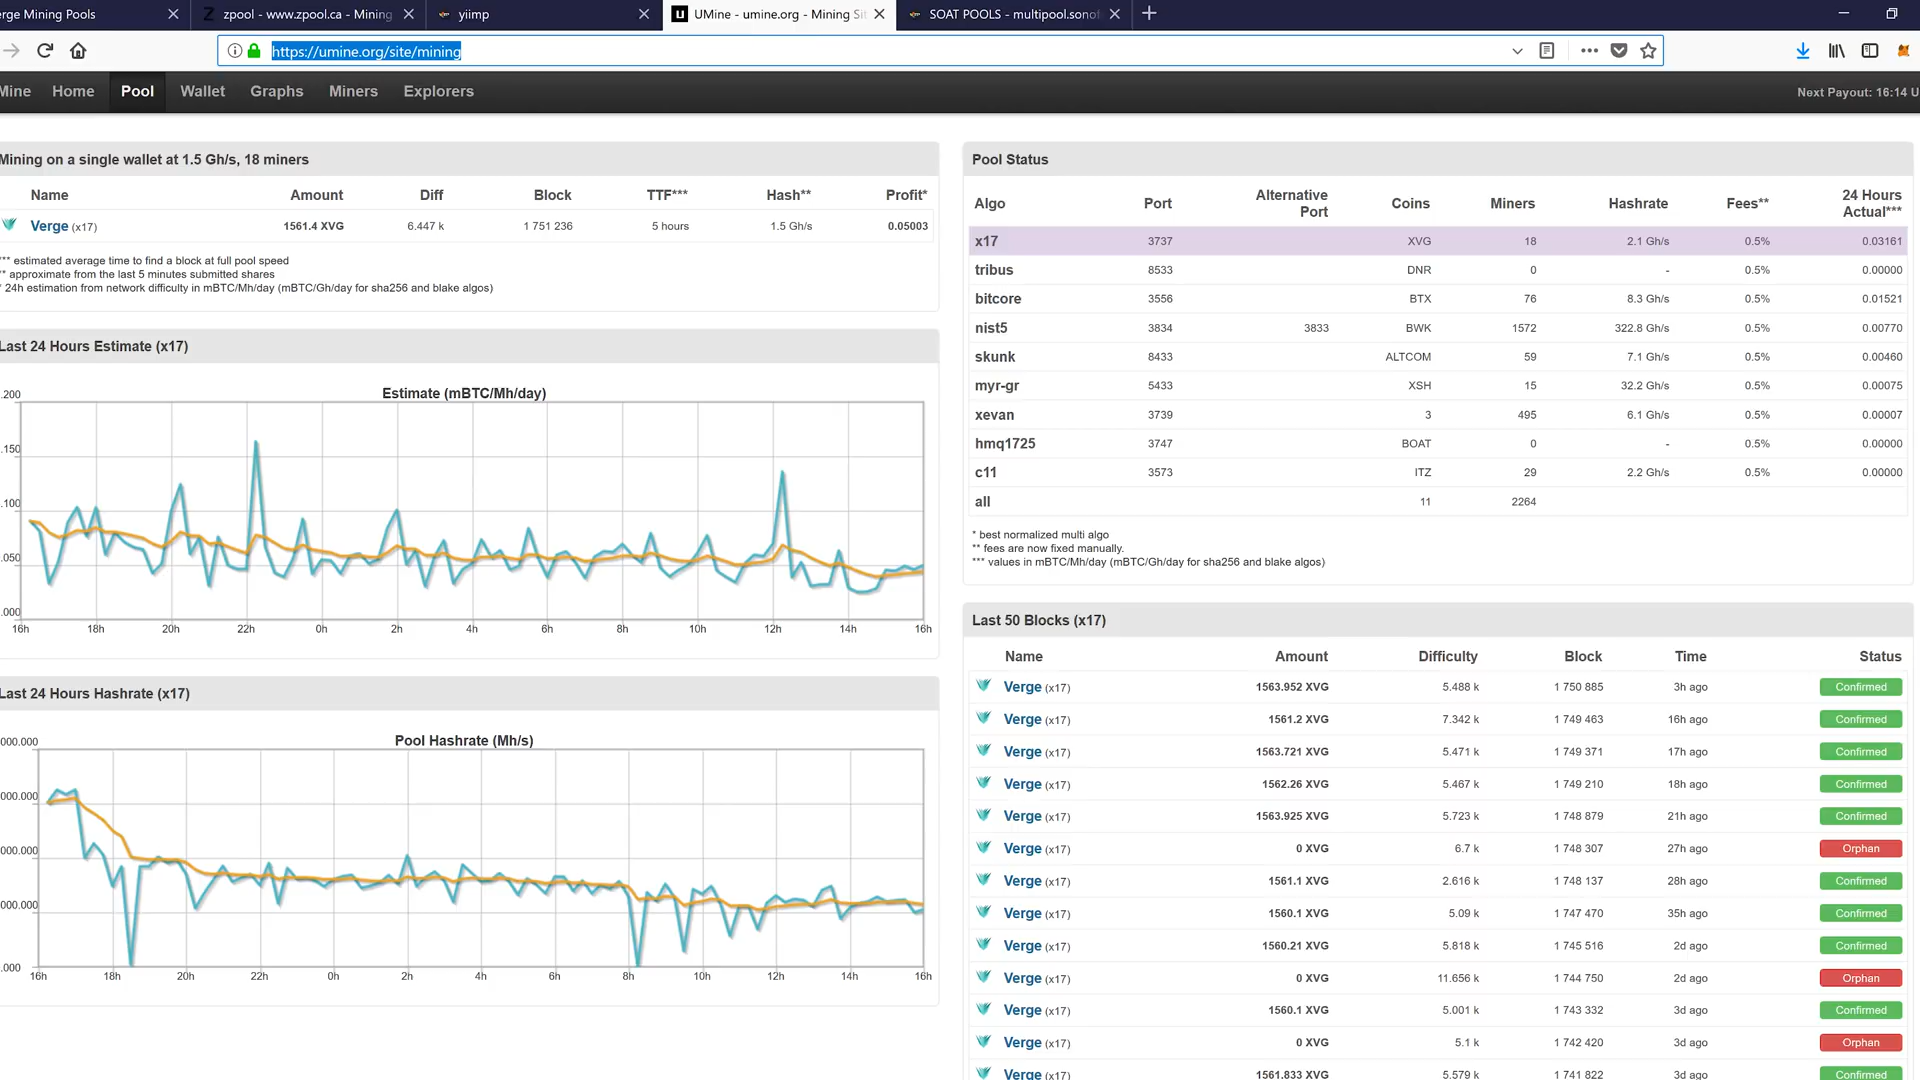 erge Mining Pools
zpool - www.zpool.ca - Mining
yiimp
UMine - umine.org - Mining Sit
SOAT POOLS - multipool.sonof
https://umine.org/site/mining
Mine Home Pool Wallet Graphs Miners Explorers
Next Payout: 16:14 U
Mining on a single wallet at 1.5 Gh/s, 18 miners
Name Amount Diff Block TTF*** Hash** Profit*
Verge (x17) 1561.4 XVG 6.447 k 1 751 236 5 hours 1.5 Gh/s 0.05003
*** estimated average time to find a block at full pool speed
** approximate from the last 5 minutes submitted shares
* 24h estimation from network difficulty in mBTC/Mh/day (mBTC/Gh/day for sha256 and blake algos)
Last 24 Hours Estimate (x17)
Estimate (mBTC/Mh/day)
.200
.150
.100
.050
.000
16h 18h 20h 22h 0h 2h 4h 6h 8h 10h 12h 14h 16h
Last 24 Hours Hashrate (x17)
Pool Hashrate (Mh/s)
000.000
000.000
000.000
000.000
.000
16h 18h 20h 22h 0h 2h 4h 6h 8h 10h 12h 14h 16h
Pool Status
Algo Port Alternative Port Coins Miners Hashrate Fees** 24 Hours Actual***
x17 3737 XVG 18 2.1 Gh/s 0.5% 0.03161
tribus 8533 DNR 0 - 0.5% 0.00000
bitcore 3556 BTX 76 8.3 Gh/s 0.5% 0.01521
nist5 3834 3833 BWK 1572 322.8 Gh/s 0.5% 0.00770
skunk 8433 ALTCOM 59 7.1 Gh/s 0.5% 0.00460
myr-gr 5433 XSH 15 32.2 Gh/s 0.5% 0.00075
xevan 3739 3 495 6.1 Gh/s 0.5% 0.00007
hmq1725 3747 BOAT 0 - 0.5% 0.00000
c11 3573 ITZ 29 2.2 Gh/s 0.5% 0.00000
all 11 2264
* best normalized multi algo
** fees are now fixed manually.
*** values in mBTC/Mh/day (mBTC/Gh/day for sha256 and blake algos)
Last 50 Blocks (x17)
Name Amount Difficulty Block Time Status
Verge (x17) 1563.952 XVG 5.488 k 1 750 885 3h ago Confirmed
Verge (x17) 1561.2 XVG 7.342 k 1 749 463 16h ago Confirmed
Verge (x17) 1563.721 XVG 5.471 k 1 749 371 17h ago Confirmed
Verge (x17) 1562.26 XVG 5.467 k 1 749 210 18h ago Confirmed
Verge (x17) 1563.925 XVG 5.723 k 1 748 879 21h ago Confirmed
Verge (x17) 0 XVG 6.7 k 1 748 307 27h ago Orphan
Verge (x17) 1561.1 XVG 2.616 k 1 748 137 28h ago Confirmed
Verge (x17) 1560.1 XVG 5.09 k 1 747 470 35h ago Confirmed
Verge (x17) 1560.21 XVG 5.818 k 1 745 516 2d ago Confirmed
Verge (x17) 0 XVG 11.656 k 1 744 750 2d ago Orphan
Verge (x17) 1560.1 XVG 5.001 k 1 743 332 3d ago Confirmed
Verge (x17) 0 XVG 5.1 k 1 742 420 3d ago Orphan
Verge (x17) 1561.833 XVG 5.579 k 1 741 822 3d ago Confirmed